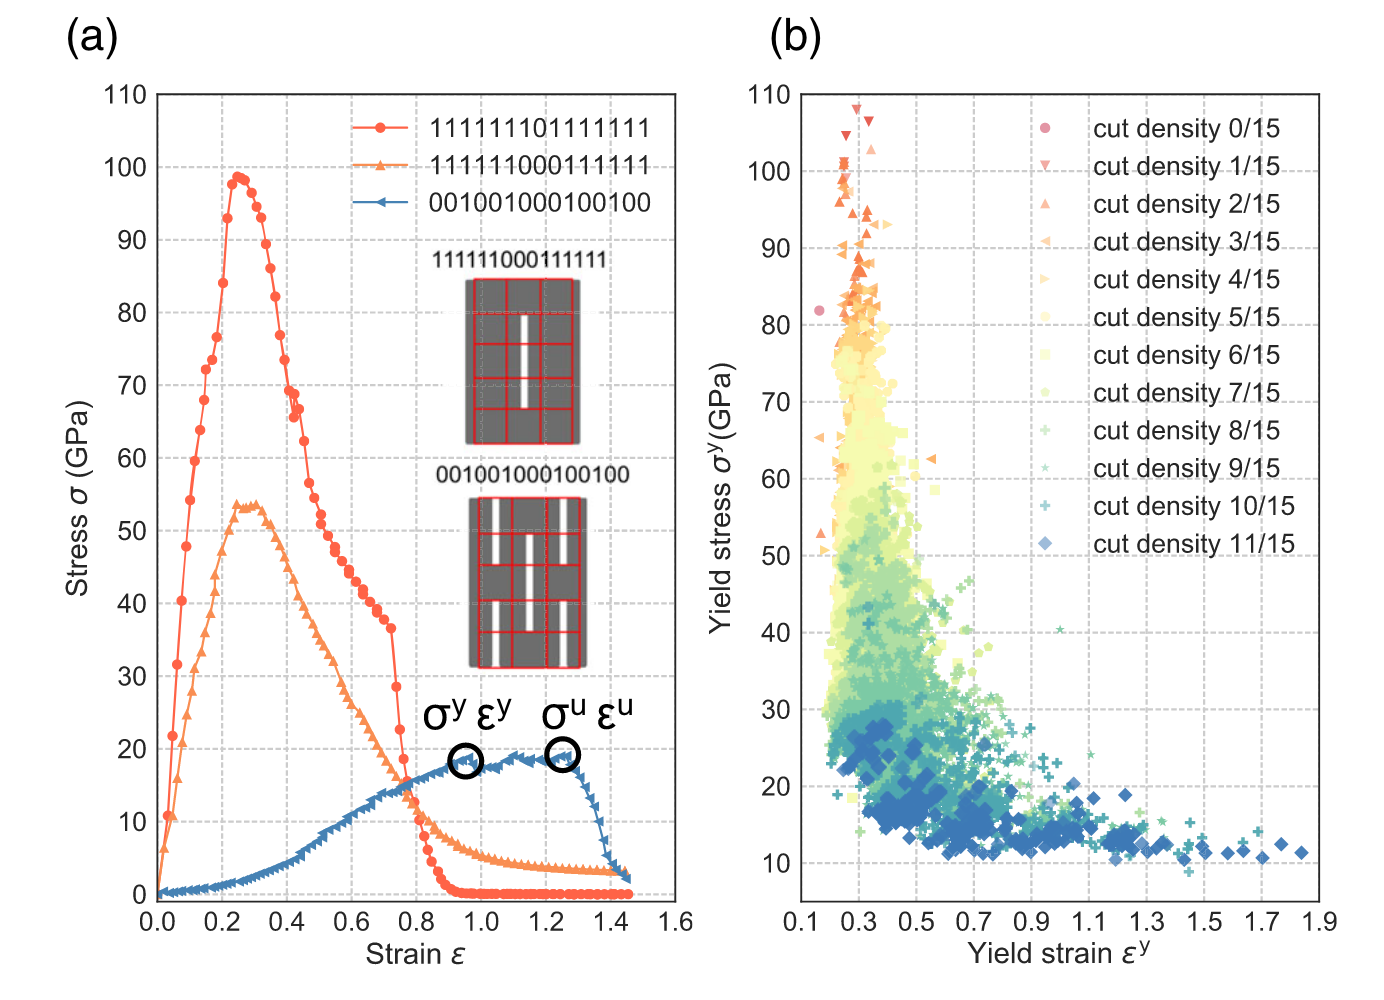 (a)
110
100
90
80
70
60
50
40
30
20
10
0
Stress σ (GPa)
0.0 0.2 0.4 0.6 0.8 1.0 1.2 1.4 1.6
Strain ε
111111101111111
111111000111111
001001000100100
111111000111111
001001000100100
σʸ εʸ
σᵘ εᵘ
(b)
110
100
90
80
70
60
50
40
30
20
10
Yield stress σʸ(GPa)
0.1 0.3 0.5 0.7 0.9 1.1 1.3 1.5 1.7 1.9
Yield strain εʸ
cut density 0/15
cut density 1/15
cut density 2/15
cut density 3/15
cut density 4/15
cut density 5/15
cut density 6/15
cut density 7/15
cut density 8/15
cut density 9/15
cut density 10/15
cut density 11/15